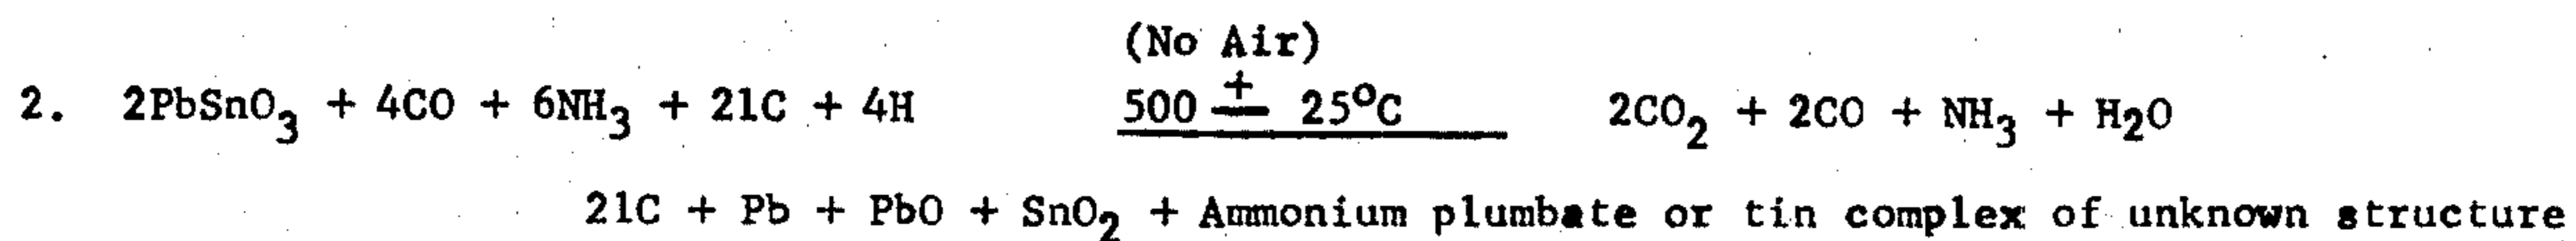 (No Air)
2. 2PbSnO₃ + 4CO + 6NH₃ + 21C + 4H 500 ± 25°C 2CO₂ + 2CO + NH₃ + H₂O
21C + Pb + PbO + SnO₂ + Ammonium plumbate or tin complex of unknown structure